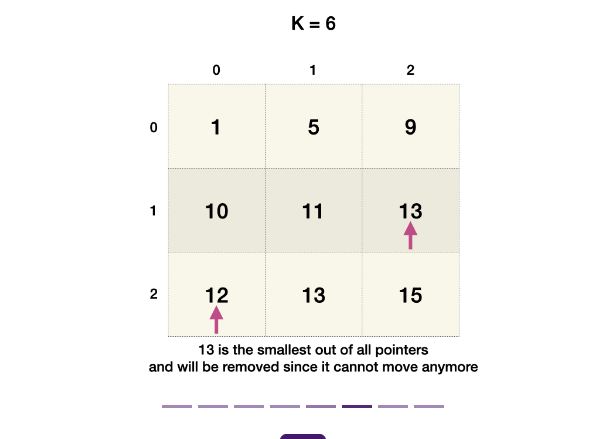 K = 6
0 1 2
0 1 5 9
1 10 11 13
2 12 13 15
13 is the smallest out of all pointers
and will be removed since it cannot move anymore